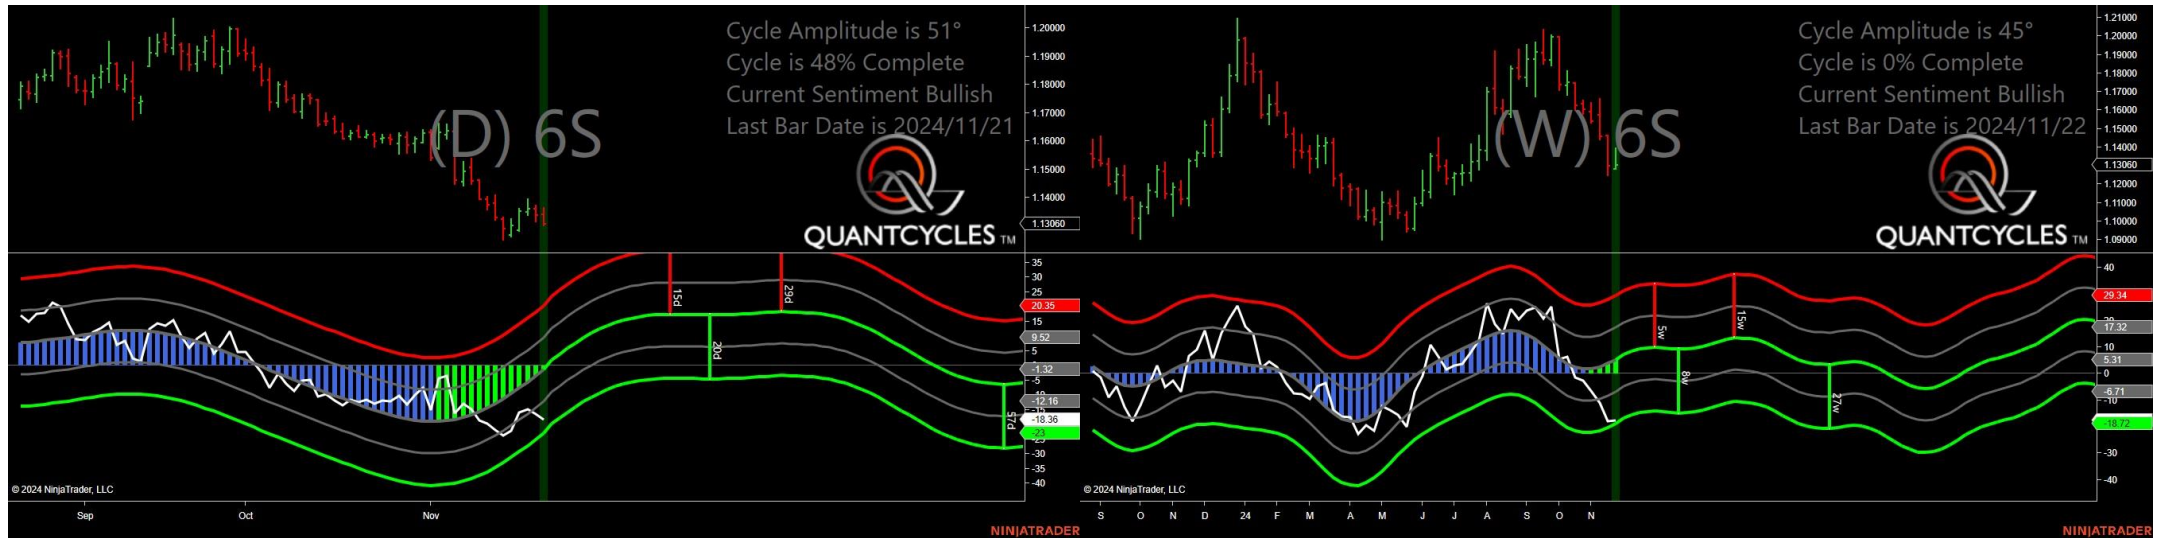 Cycle Amplitude is 51°
Cycle is 48% Complete
Current Sentiment Bullish
Last Bar Date is 2024/11/21
(D) 6S
QUANTCYCLES TM
1.20000
1.19000
1.18000
1.17000
1.16000
1.15000
1.14000
1.13060
35
30
25
20.35
15
9.52
5
-1.32
-5
-12.16
-18.36
-23
-30
-35
-40
15d
29d
20d
57d
© 2024 NinjaTrader, LLC
Sep
Oct
Nov
NINJATRADER
Cycle Amplitude is 45°
Cycle is 0% Complete
Current Sentiment Bullish
Last Bar Date is 2024/11/22
(W) 6S
QUANTCYCLES TM
1.21000
1.20000
1.19000
1.18000
1.17000
1.16000
1.15000
1.14000
1.13060
1.12000
1.11000
1.10000
1.09000
40
29.34
17.32
10
5.31
0
-6.71
-10
-18.72
-30
-40
5w
15w
8w
27w
© 2024 NinjaTrader, LLC
S O N D 24 F M A M J J A S O N
NINJATRADER